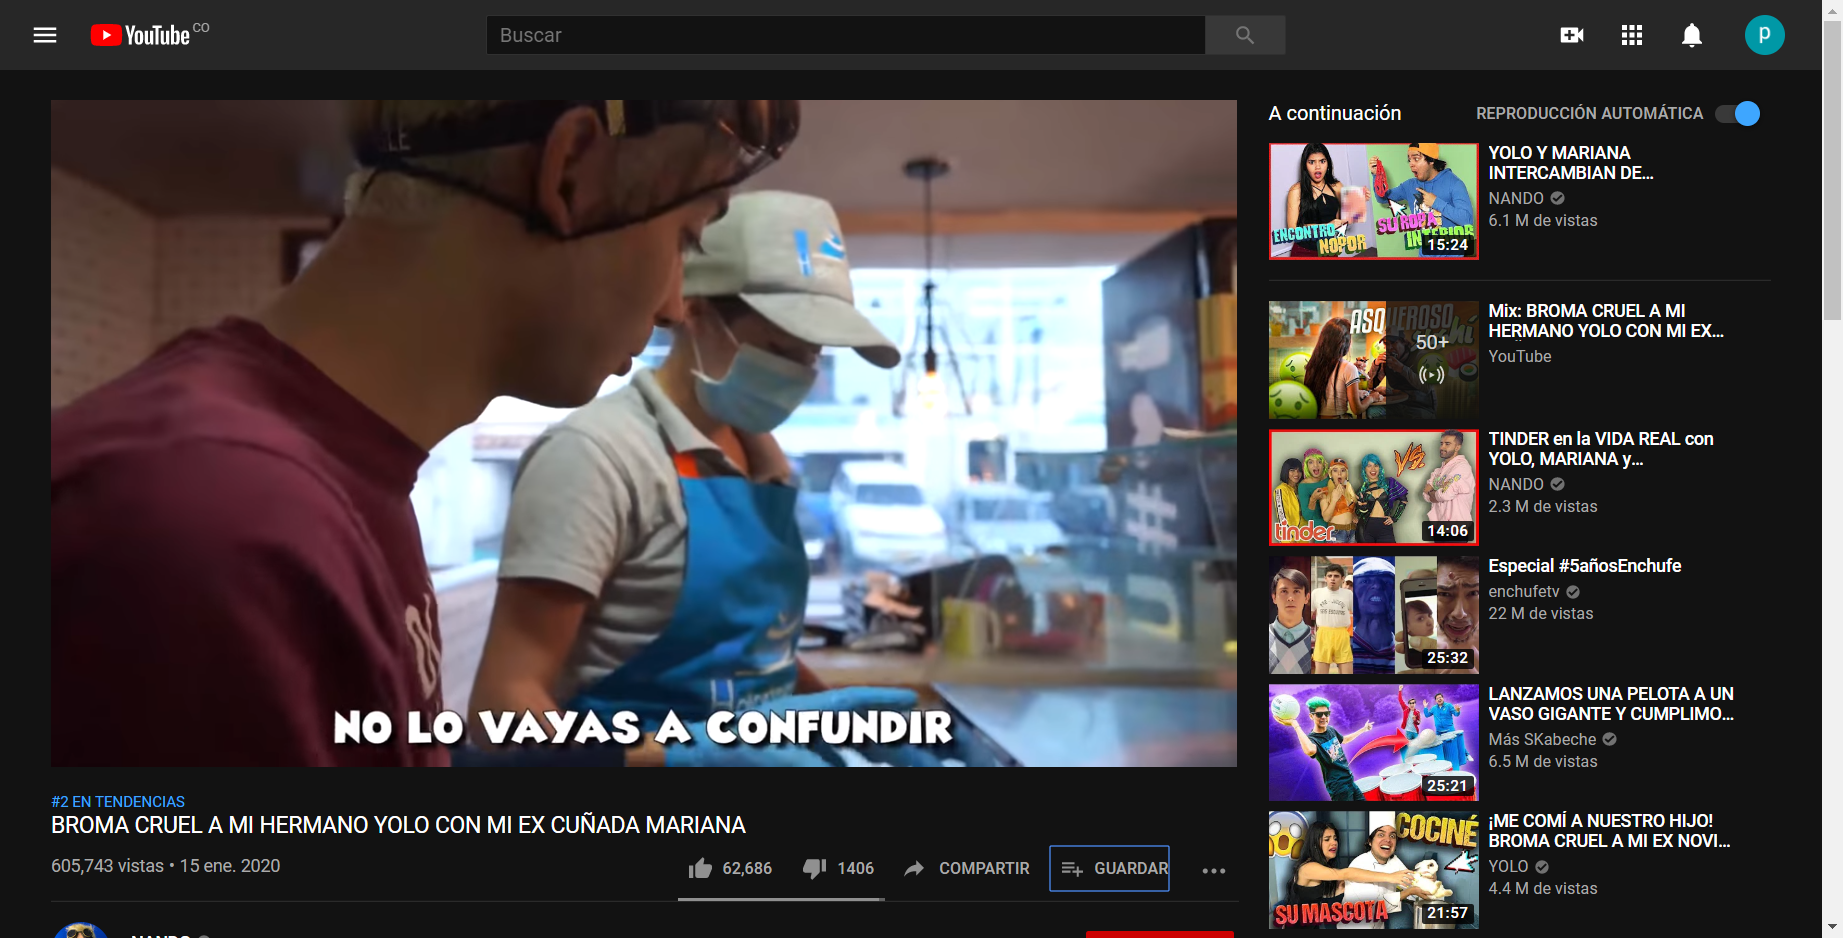 YouTube CO
Buscar
P
LE
NO LO VAYAS A CONFUNDIR
#2 EN TENDENCIAS
BROMA CRUEL A MI HERMANO YOLO CON MI EX CUÑADA MARIANA
605,743 vistas • 15 ene. 2020
62,686
1406
COMPARTIR
GUARDAR
A continuación
REPRODUCCIÓN AUTOMÁTICA
ENCONTRO
NOPOR
SU ROPA
INTERIOR
15:24
YOLO Y MARIANA
INTERCAMBIAN DE...
NANDO
6.1 M de vistas
ASQUEROSO
50+
Mix: BROMA CRUEL A MI
HERMANO YOLO CON MI EX...
YouTube
VS.
tinder
14:06
TINDER en la VIDA REAL con
YOLO, MARIANA y...
NANDO
2.3 M de vistas
25:32
Especial #5añosEnchufe
enchufetv
22 M de vistas
25:21
LANZAMOS UNA PELOTA A UN
VASO GIGANTE Y CUMPLIMO...
Más SKabeche
6.5 M de vistas
COCINÉ
SU MASCOTA
21:57
¡ME COMÍ A NUESTRO HIJO!
BROMA CRUEL A MI EX NOVI...
YOLO
4.4 M de vistas